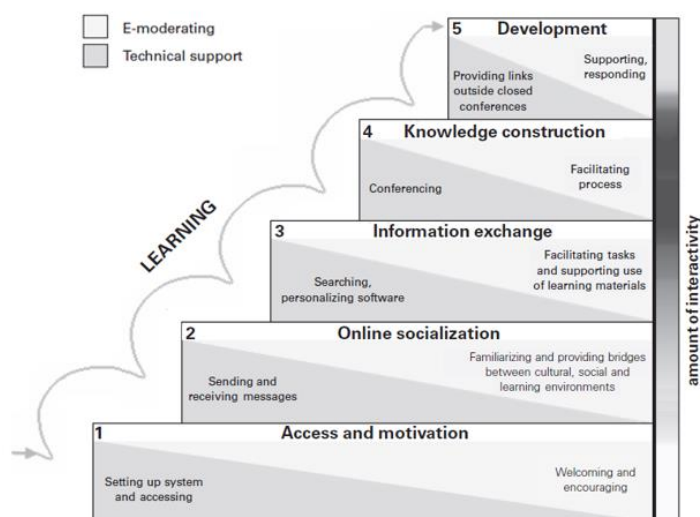 E-moderating
Technical support
5 Development
Providing links
outside closed
conferences
Supporting,
responding
4 Knowledge construction
Conferencing
Facilitating
process
3 Information exchange
Searching,
personalizing software
Facilitating tasks
and supporting use
of learning materials
2 Online socialization
Sending and
receiving messages
Familiarizing and providing bridges
between cultural, social and
learning environments
1 Access and motivation
Setting up system
and accessing
Welcoming and
encouraging
LEARNING
amount of interactivity